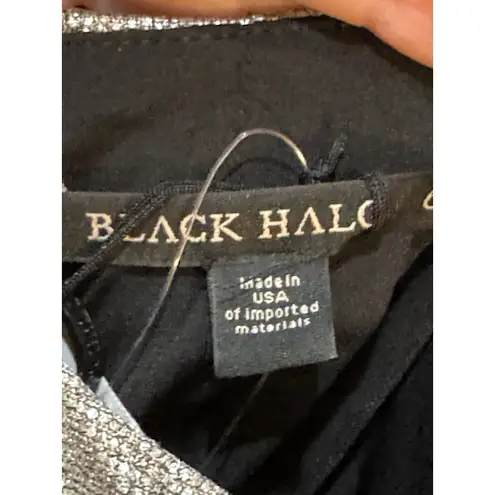 BLACK HALO
made in
USA
of imported
materials